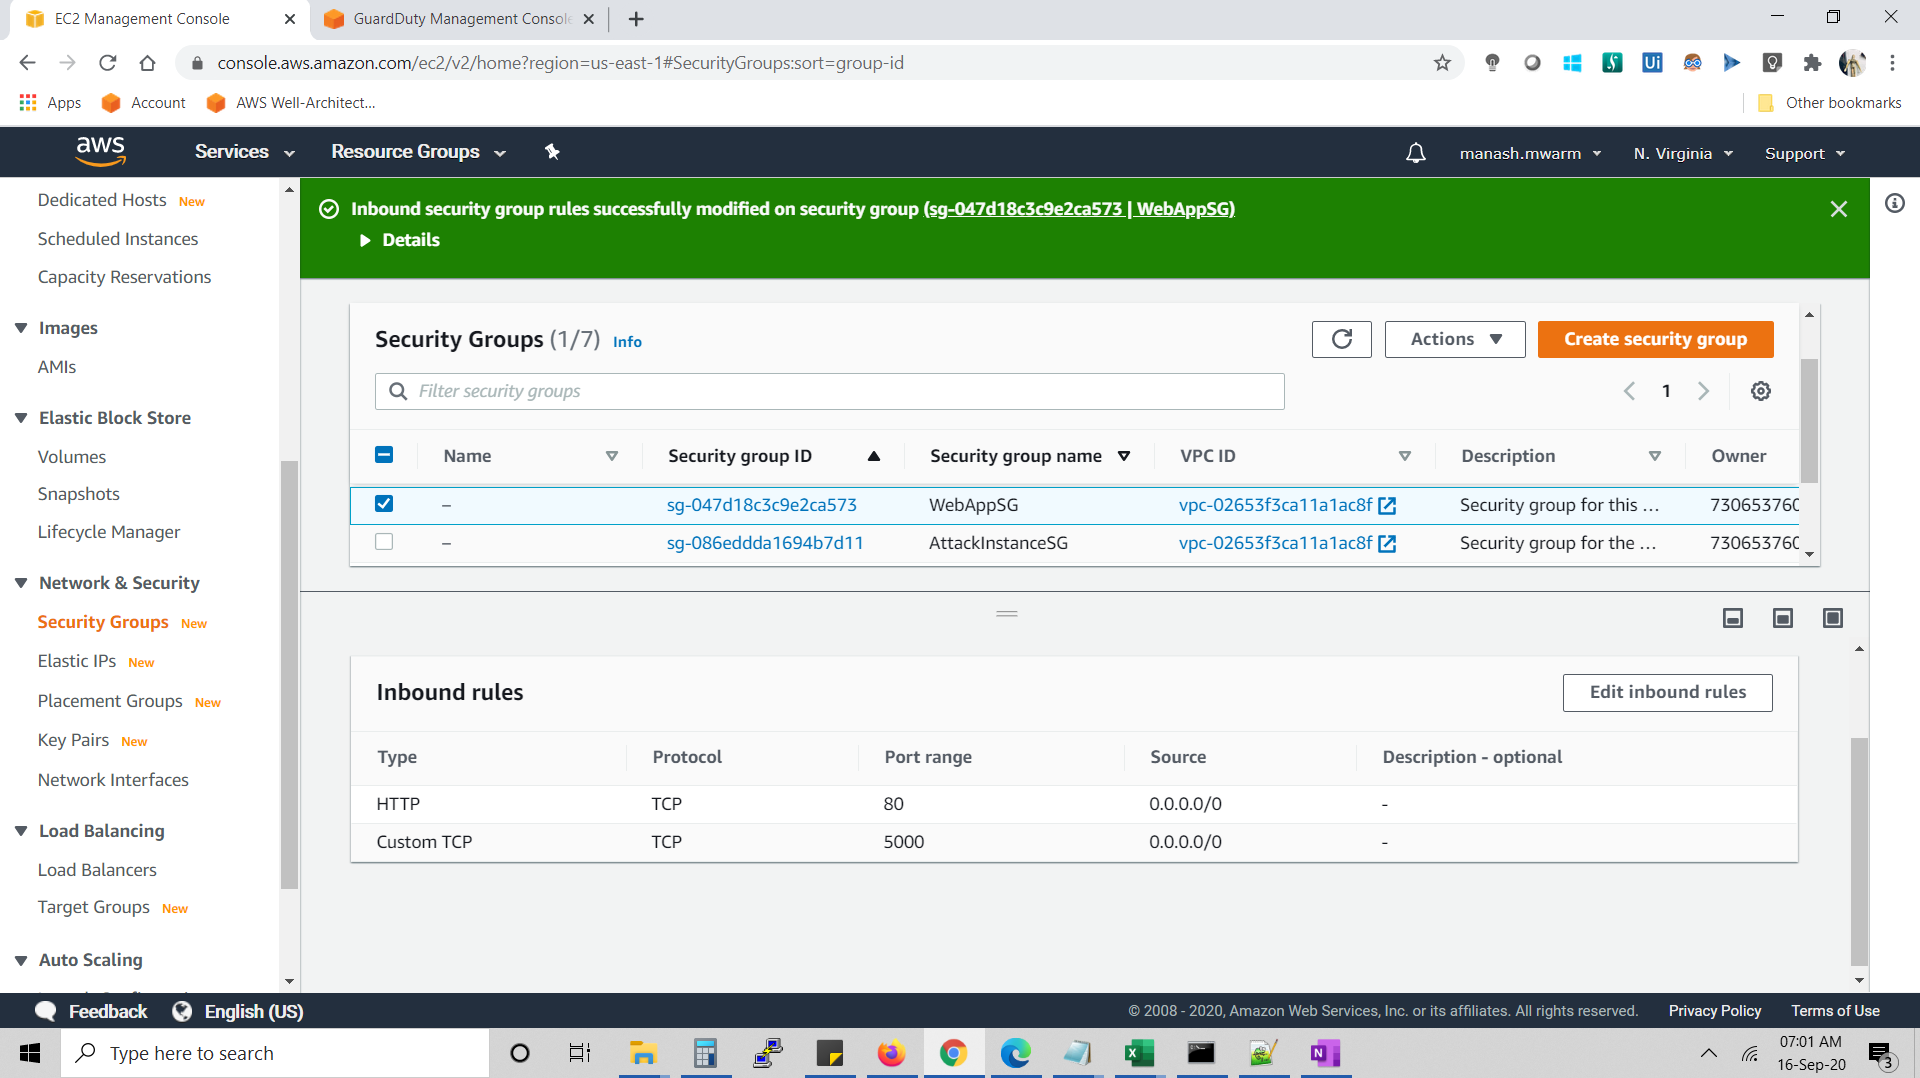 EC2 Management Console
GuardDuty Management Console
console.aws.amazon.com/ec2/v2/home?region=us-east-1#SecurityGroups:sort=group-id
Ui
Apps
Account
AWS Well-Architect...
Other bookmarks
aws
Services
Resource Groups
manash.mwarm
N. Virginia
Support
Dedicated Hosts New
Scheduled Instances
Capacity Reservations
Images
AMIs
Elastic Block Store
Volumes
Snapshots
Lifecycle Manager
Network & Security
Security Groups New
Elastic IPs New
Placement Groups New
Key Pairs New
Network Interfaces
Load Balancing
Load Balancers
Target Groups New
Auto Scaling
Inbound security group rules successfully modified on security group (sg-047d18c3c9e2ca573 | WebAppSG)
Details
Security Groups (1/7) Info
Actions
Create security group
Filter security groups
1
Name Security group ID Security group name VPC ID Description Owner
– sg-047d18c3c9e2ca573 WebAppSG vpc-02653f3ca11a1ac8f Security group for this ... 730653760
– sg-086eddda1694b7d11 AttackInstanceSG vpc-02653f3ca11a1ac8f Security group for the ... 730653760
Inbound rules
Edit inbound rules
Type Protocol Port range Source Description - optional
HTTP TCP 80 0.0.0.0/0 -
Custom TCP TCP 5000 0.0.0.0/0 -
Feedback
English (US)
© 2008 - 2020, Amazon Web Services, Inc. or its affiliates. All rights reserved.
Privacy Policy
Terms of Use
Type here to search
07:01 AM
16-Sep-20
3